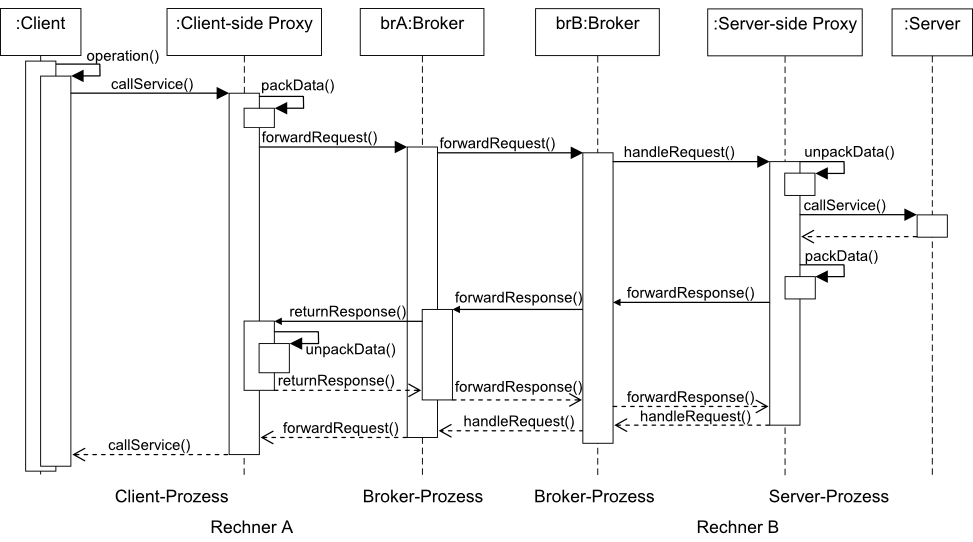 :Client
:Client-side Proxy
brA:Broker
brB:Broker
:Server-side Proxy
:Server
operation()
callService()
packData()
forwardRequest()
forwardRequest()
handleRequest()
unpackData()
callService()
packData()
forwardResponse()
forwardResponse()
returnResponse()
unpackData()
returnResponse()
forwardResponse()
forwardResponse()
handleRequest()
handleRequest()
forwardRequest()
callService()
Client-Prozess
Broker-Prozess
Broker-Prozess
Server-Prozess
Rechner A
Rechner B